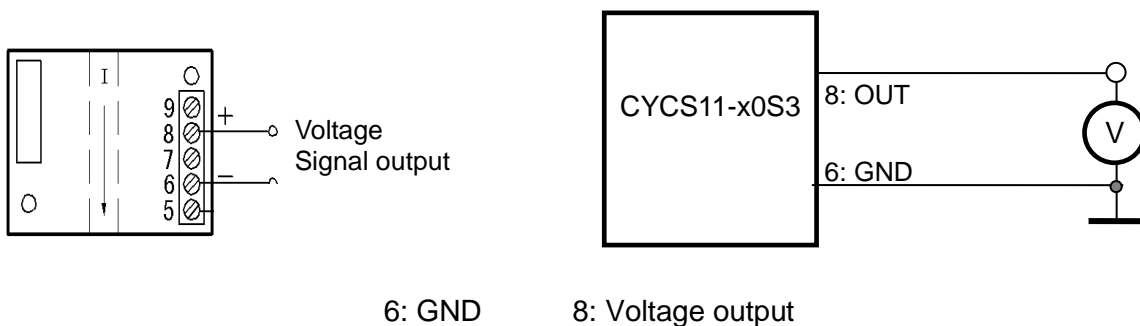 I
9
8
7
6
5
+
−
Voltage
Signal output
CYCS11-x0S3
8: OUT
6: GND
V
6: GND 8: Voltage output